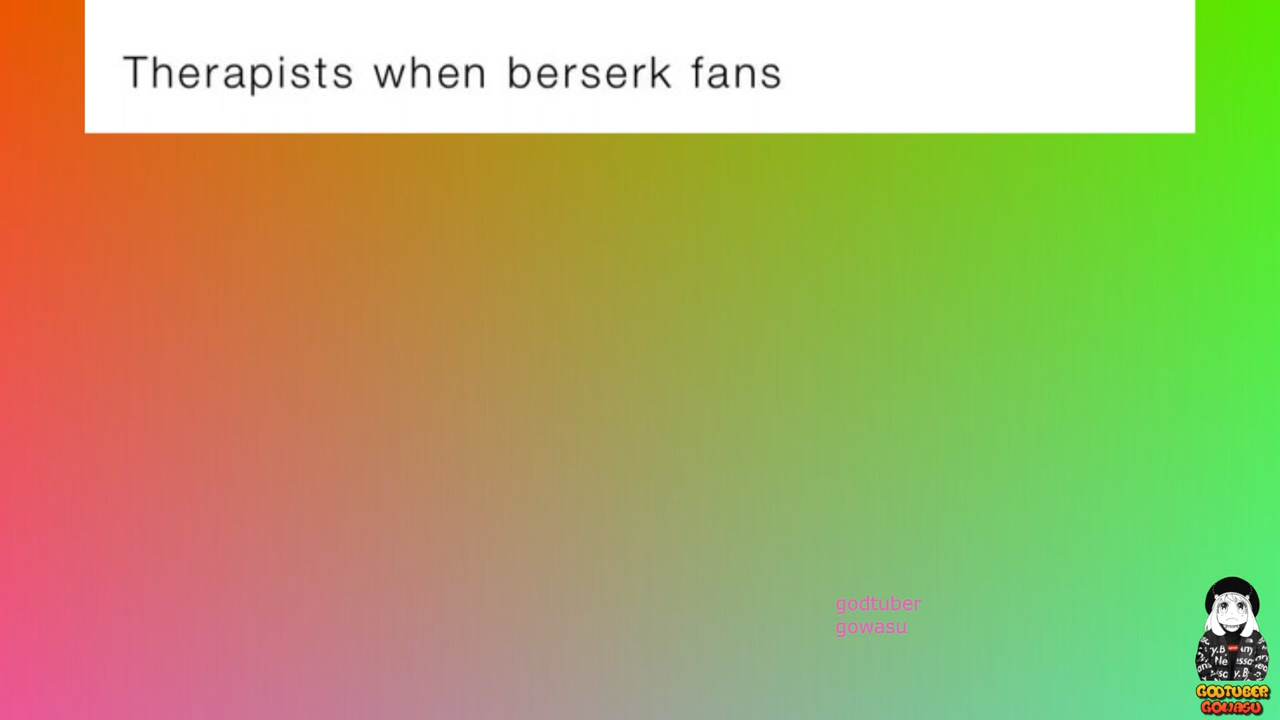 Therapists when berserk fans
godtuber
gowasu
GODTUBER
GOWASU